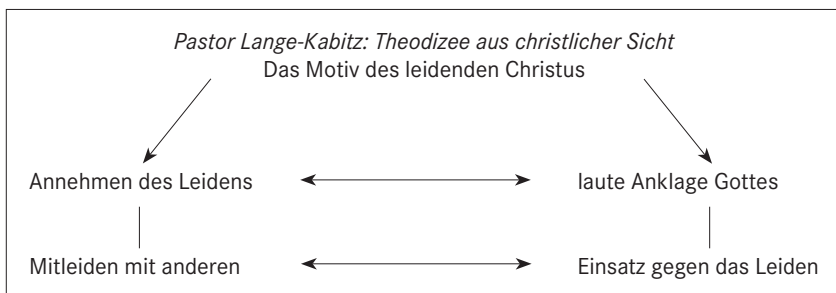 Pastor Lange-Kabitz: Theodizee aus christlicher Sicht
Das Motiv des leidenden Christus
Annehmen des Leidens laute Anklage Gottes
Mitleiden mit anderen Einsatz gegen das Leiden